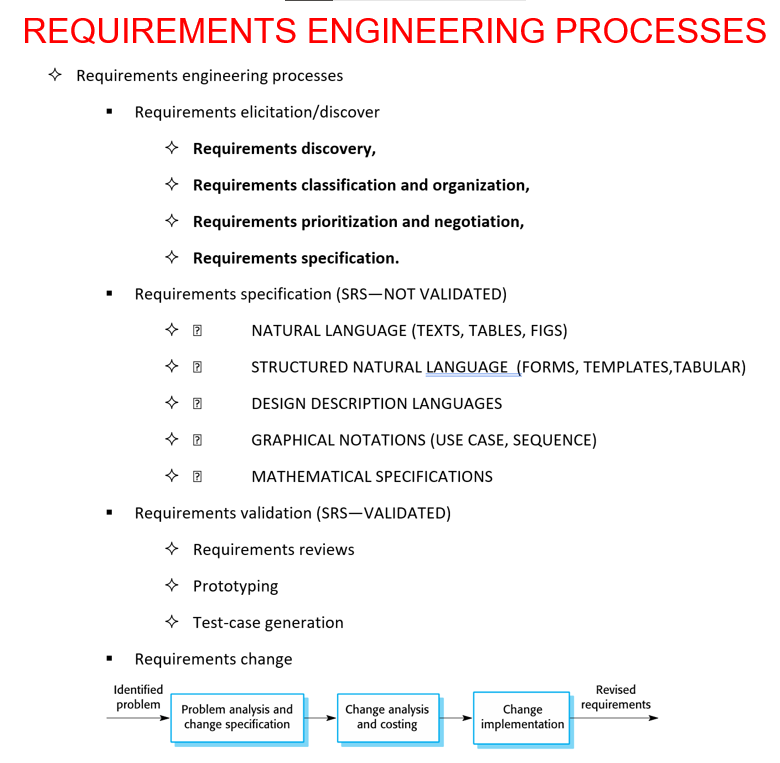 REQUIREMENTS ENGINEERING PROCESSES
Requirements engineering processes
Requirements elicitation/discover
Requirements discovery,
Requirements classification and organization,
Requirements prioritization and negotiation,
Requirements specification.
Requirements specification (SRS—NOT VALIDATED)
NATURAL LANGUAGE (TEXTS, TABLES, FIGS)
STRUCTURED NATURAL LANGUAGE (FORMS, TEMPLATES,TABULAR)
DESIGN DESCRIPTION LANGUAGES
GRAPHICAL NOTATIONS (USE CASE, SEQUENCE)
MATHEMATICAL SPECIFICATIONS
Requirements validation (SRS—VALIDATED)
Requirements reviews
Prototyping
Test-case generation
Requirements change
Identified
problem
Problem analysis and
change specification
Change analysis
and costing
Change
implementation
Revised
requirements